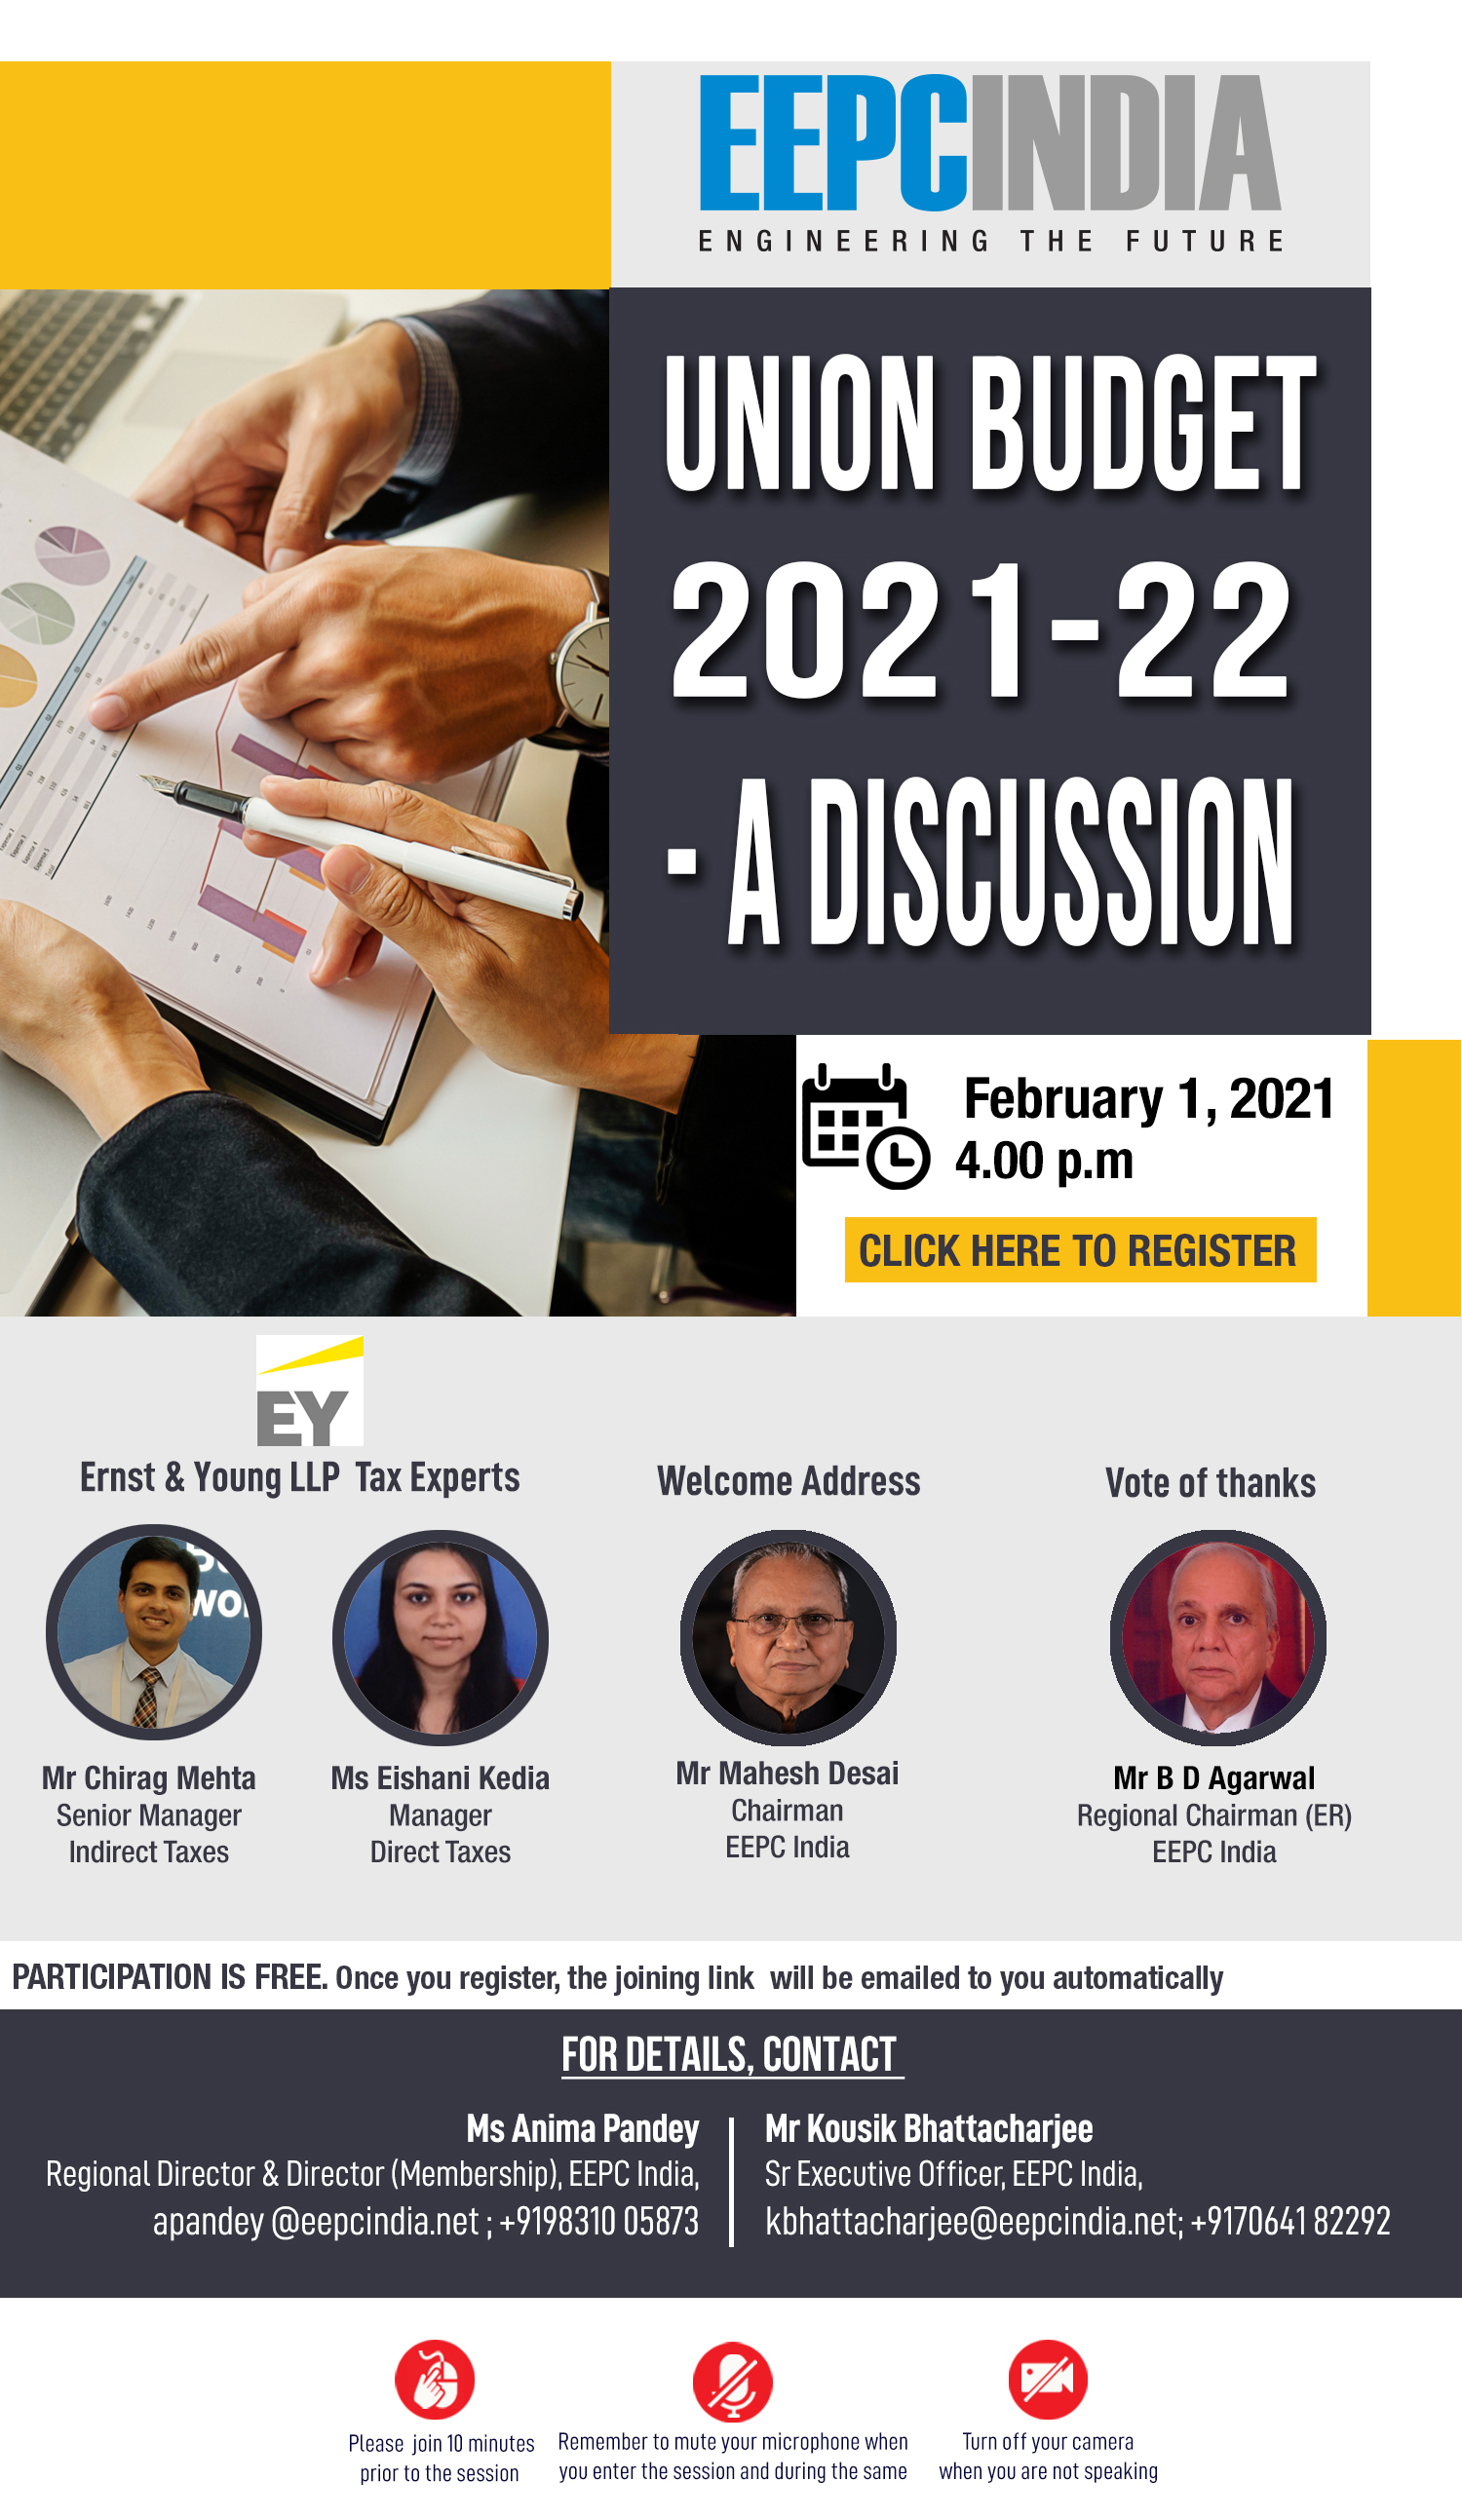 EEPCINDIA
ENGINEERING THE FUTURE
UNION BUDGET
2021-22
- A DISCUSSION
February 1, 2021
4.00 p.m
CLICK HERE TO REGISTER
EY
Ernst & Young LLP Tax Experts
Welcome Address
Vote of thanks
WO
Mr Chirag Mehta
Senior Manager
Indirect Taxes
Ms Eishani Kedia
Manager
Direct Taxes
Mr Mahesh Desai
Chairman
EEPC India
Mr B D Agarwal
Regional Chairman (ER)
EEPC India
PARTICIPATION IS FREE. Once you register, the joining link will be emailed to you automatically
FOR DETAILS, CONTACT
Ms Anima Pandey
Regional Director & Director (Membership), EEPC India,
apandey @eepcindia.net ; +9198310 05873
Mr Kousik Bhattacharjee
Sr Executive Officer, EEPC India,
kbhattacharjee@eepcindia.net; +9170641 82292
Please join 10 minutes
prior to the session
Remember to mute your microphone when
you enter the session and during the same
Turn off your camera
when you are not speaking